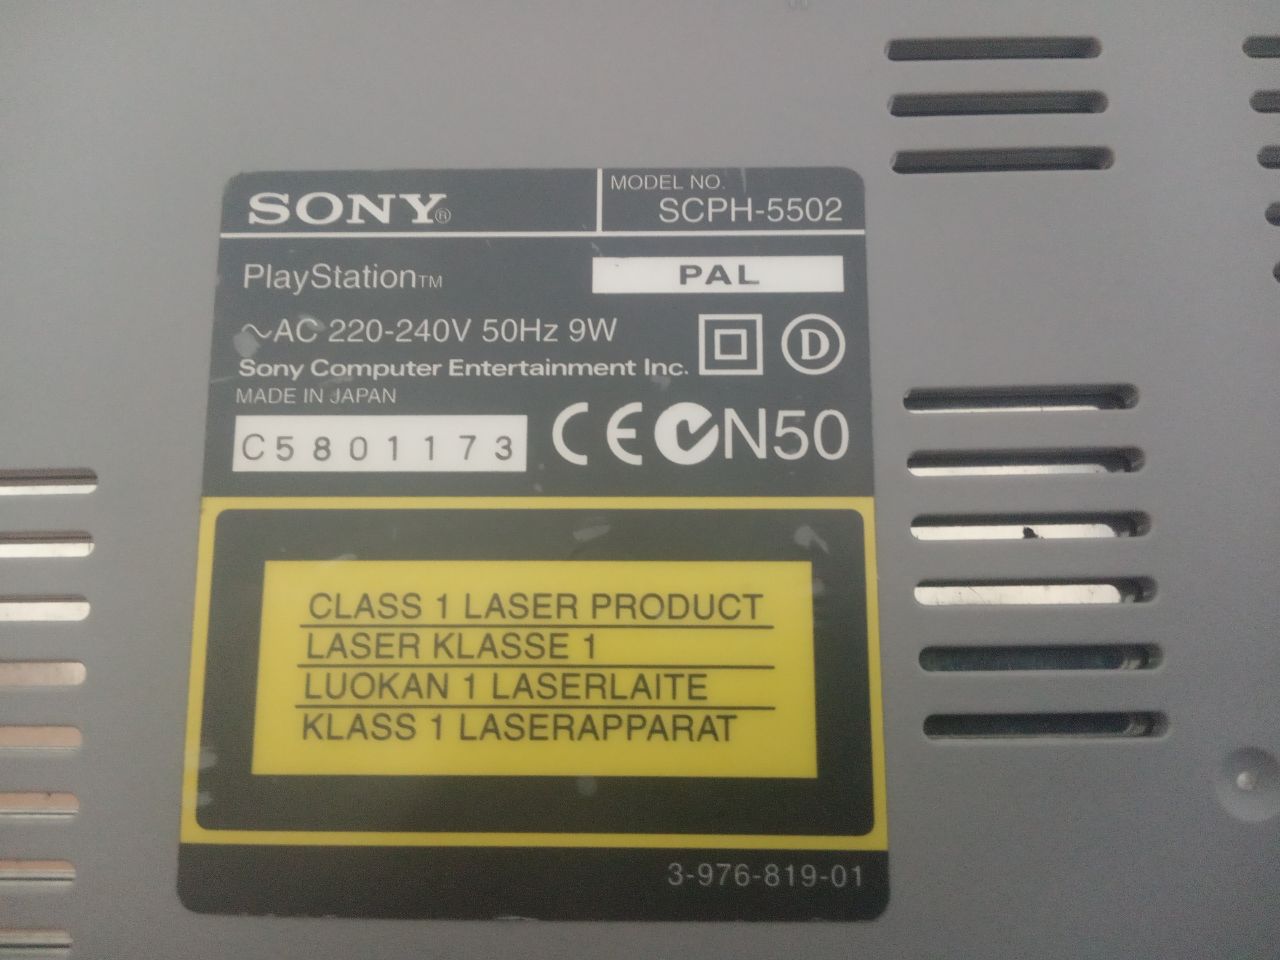 SONY®
MODEL NO.
SCPH-5502
PlayStation™
PAL
~AC 220-240V 50Hz 9W
D
Sony Computer Entertainment Inc.
MADE IN JAPAN
C5801173
CE N50
CLASS 1 LASER PRODUCT
LASER KLASSE 1
LUOKAN 1 LASERLAITE
KLASS 1 LASERAPPARAT
3-976-819-01